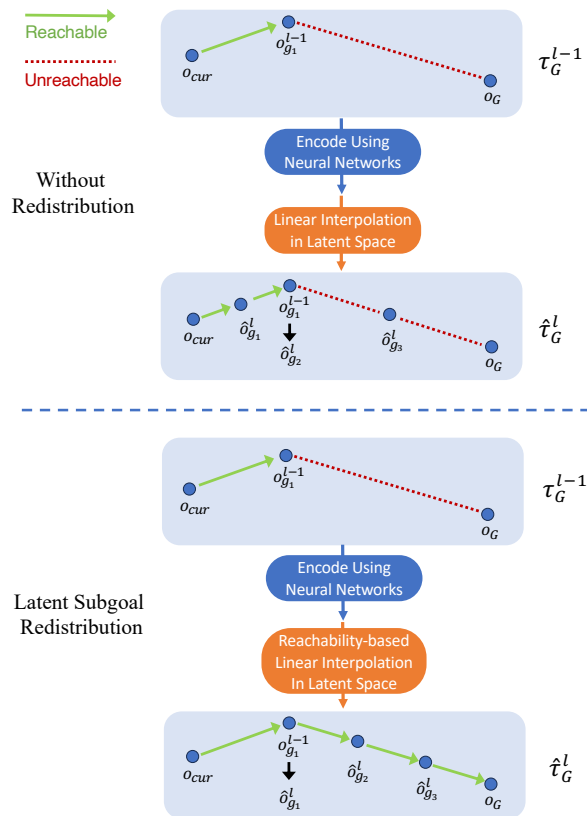 Reachable
Unreachable
o_{cur}
o_{g_1}^{l-1}
o_G
τ_G^{l-1}
Encode Using
Neural Networks
Without
Redistribution
Linear Interpolation
in Latent Space
o_{cur}
ô_{g_1}^l
o_{g_1}^{l-1}
ô_{g_2}^l
ô_{g_3}^l
o_G
τ̂_G^l
o_{cur}
o_{g_1}^{l-1}
o_G
τ_G^{l-1}
Encode Using
Neural Networks
Latent Subgoal
Redistribution
Reachability-based
Linear Interpolation
In Latent Space
o_{cur}
o_{g_1}^{l-1}
ô_{g_1}^l
ô_{g_2}^l
ô_{g_3}^l
o_G
τ̂_G^l